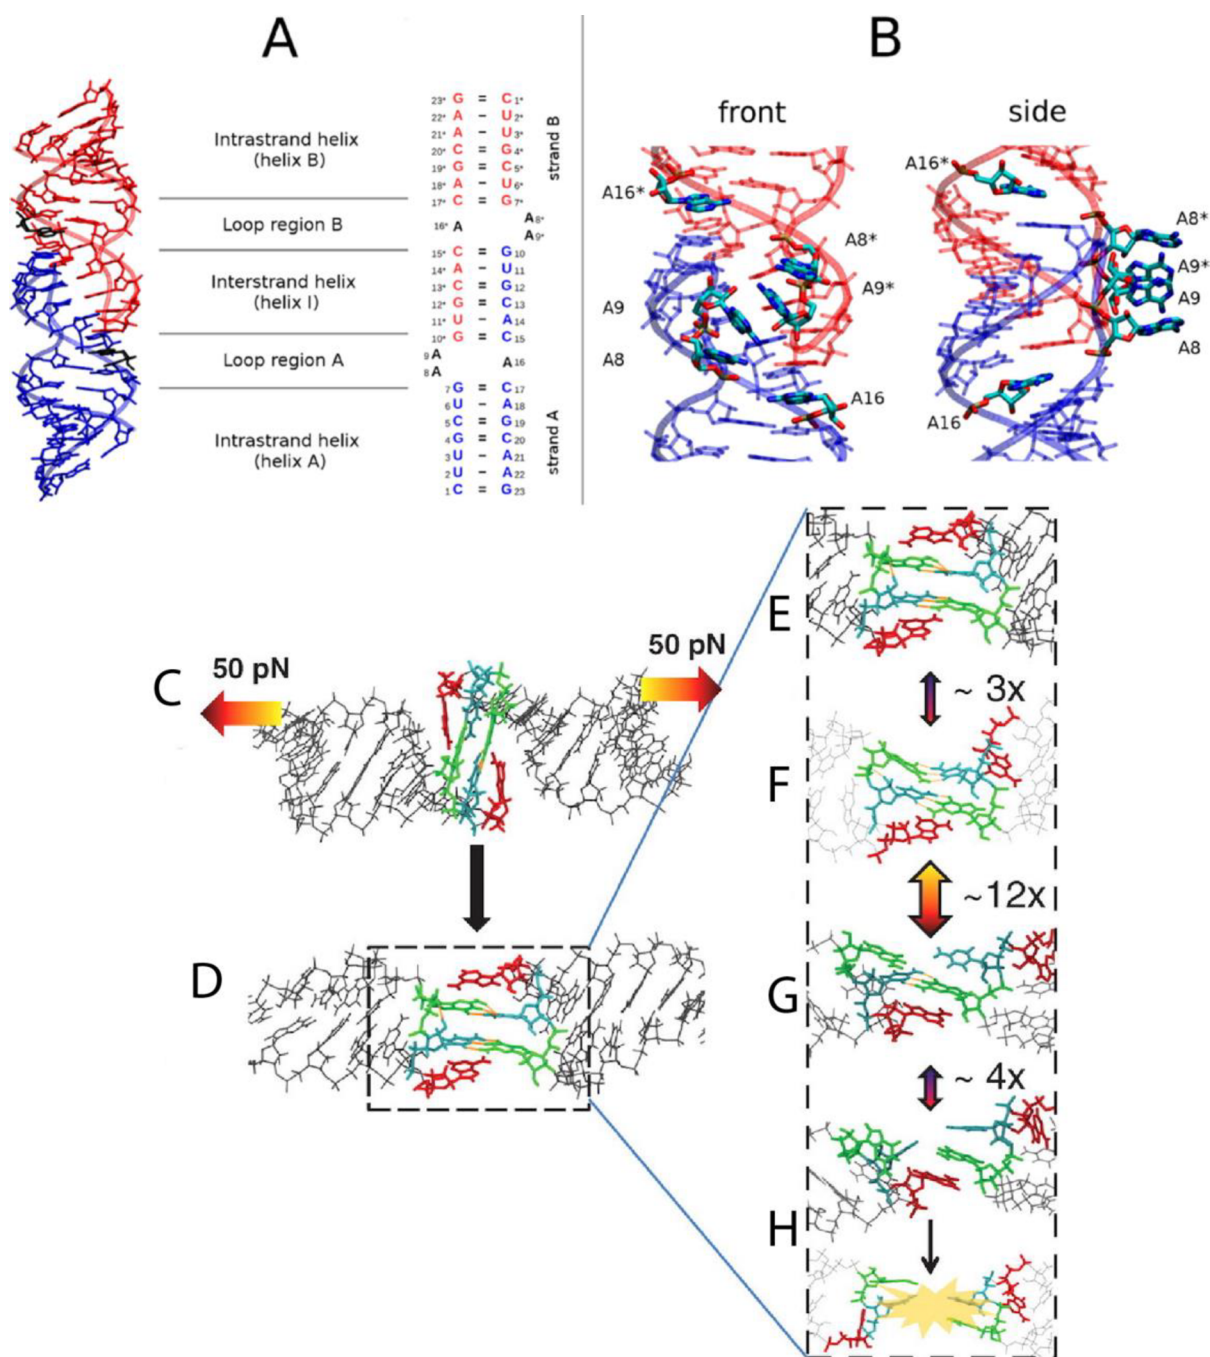 A
B
Intrastrand helix
(helix B)
Loop region B
Interstrand helix
(helix I)
Loop region A
Intrastrand helix
(helix A)
23* G = C 1*
22* A – U 2*
21* A – U 3*
20* C = G 4*
19* G = C 5*
18* A – U 6*
17* C = G 7*
A 8*
16* A
A 9*
15* C = G 10
14* A – U 11
13* C = G 12
12* G = C 13
11* U – A 14
10* G = C 15
9 A
A 16
8 A
7 G = C 17
6 U – A 18
5 C = G 19
4 G = C 20
3 U – A 21
2 U – A 22
1 C = G 23
strand B
strand A
front
side
A16*
A8*
A9*
A9
A8
A16
A16*
A8*
A9*
A9
A8
A16
C
50 pN
50 pN
D
E
~ 3x
F
~12x
G
~ 4x
H